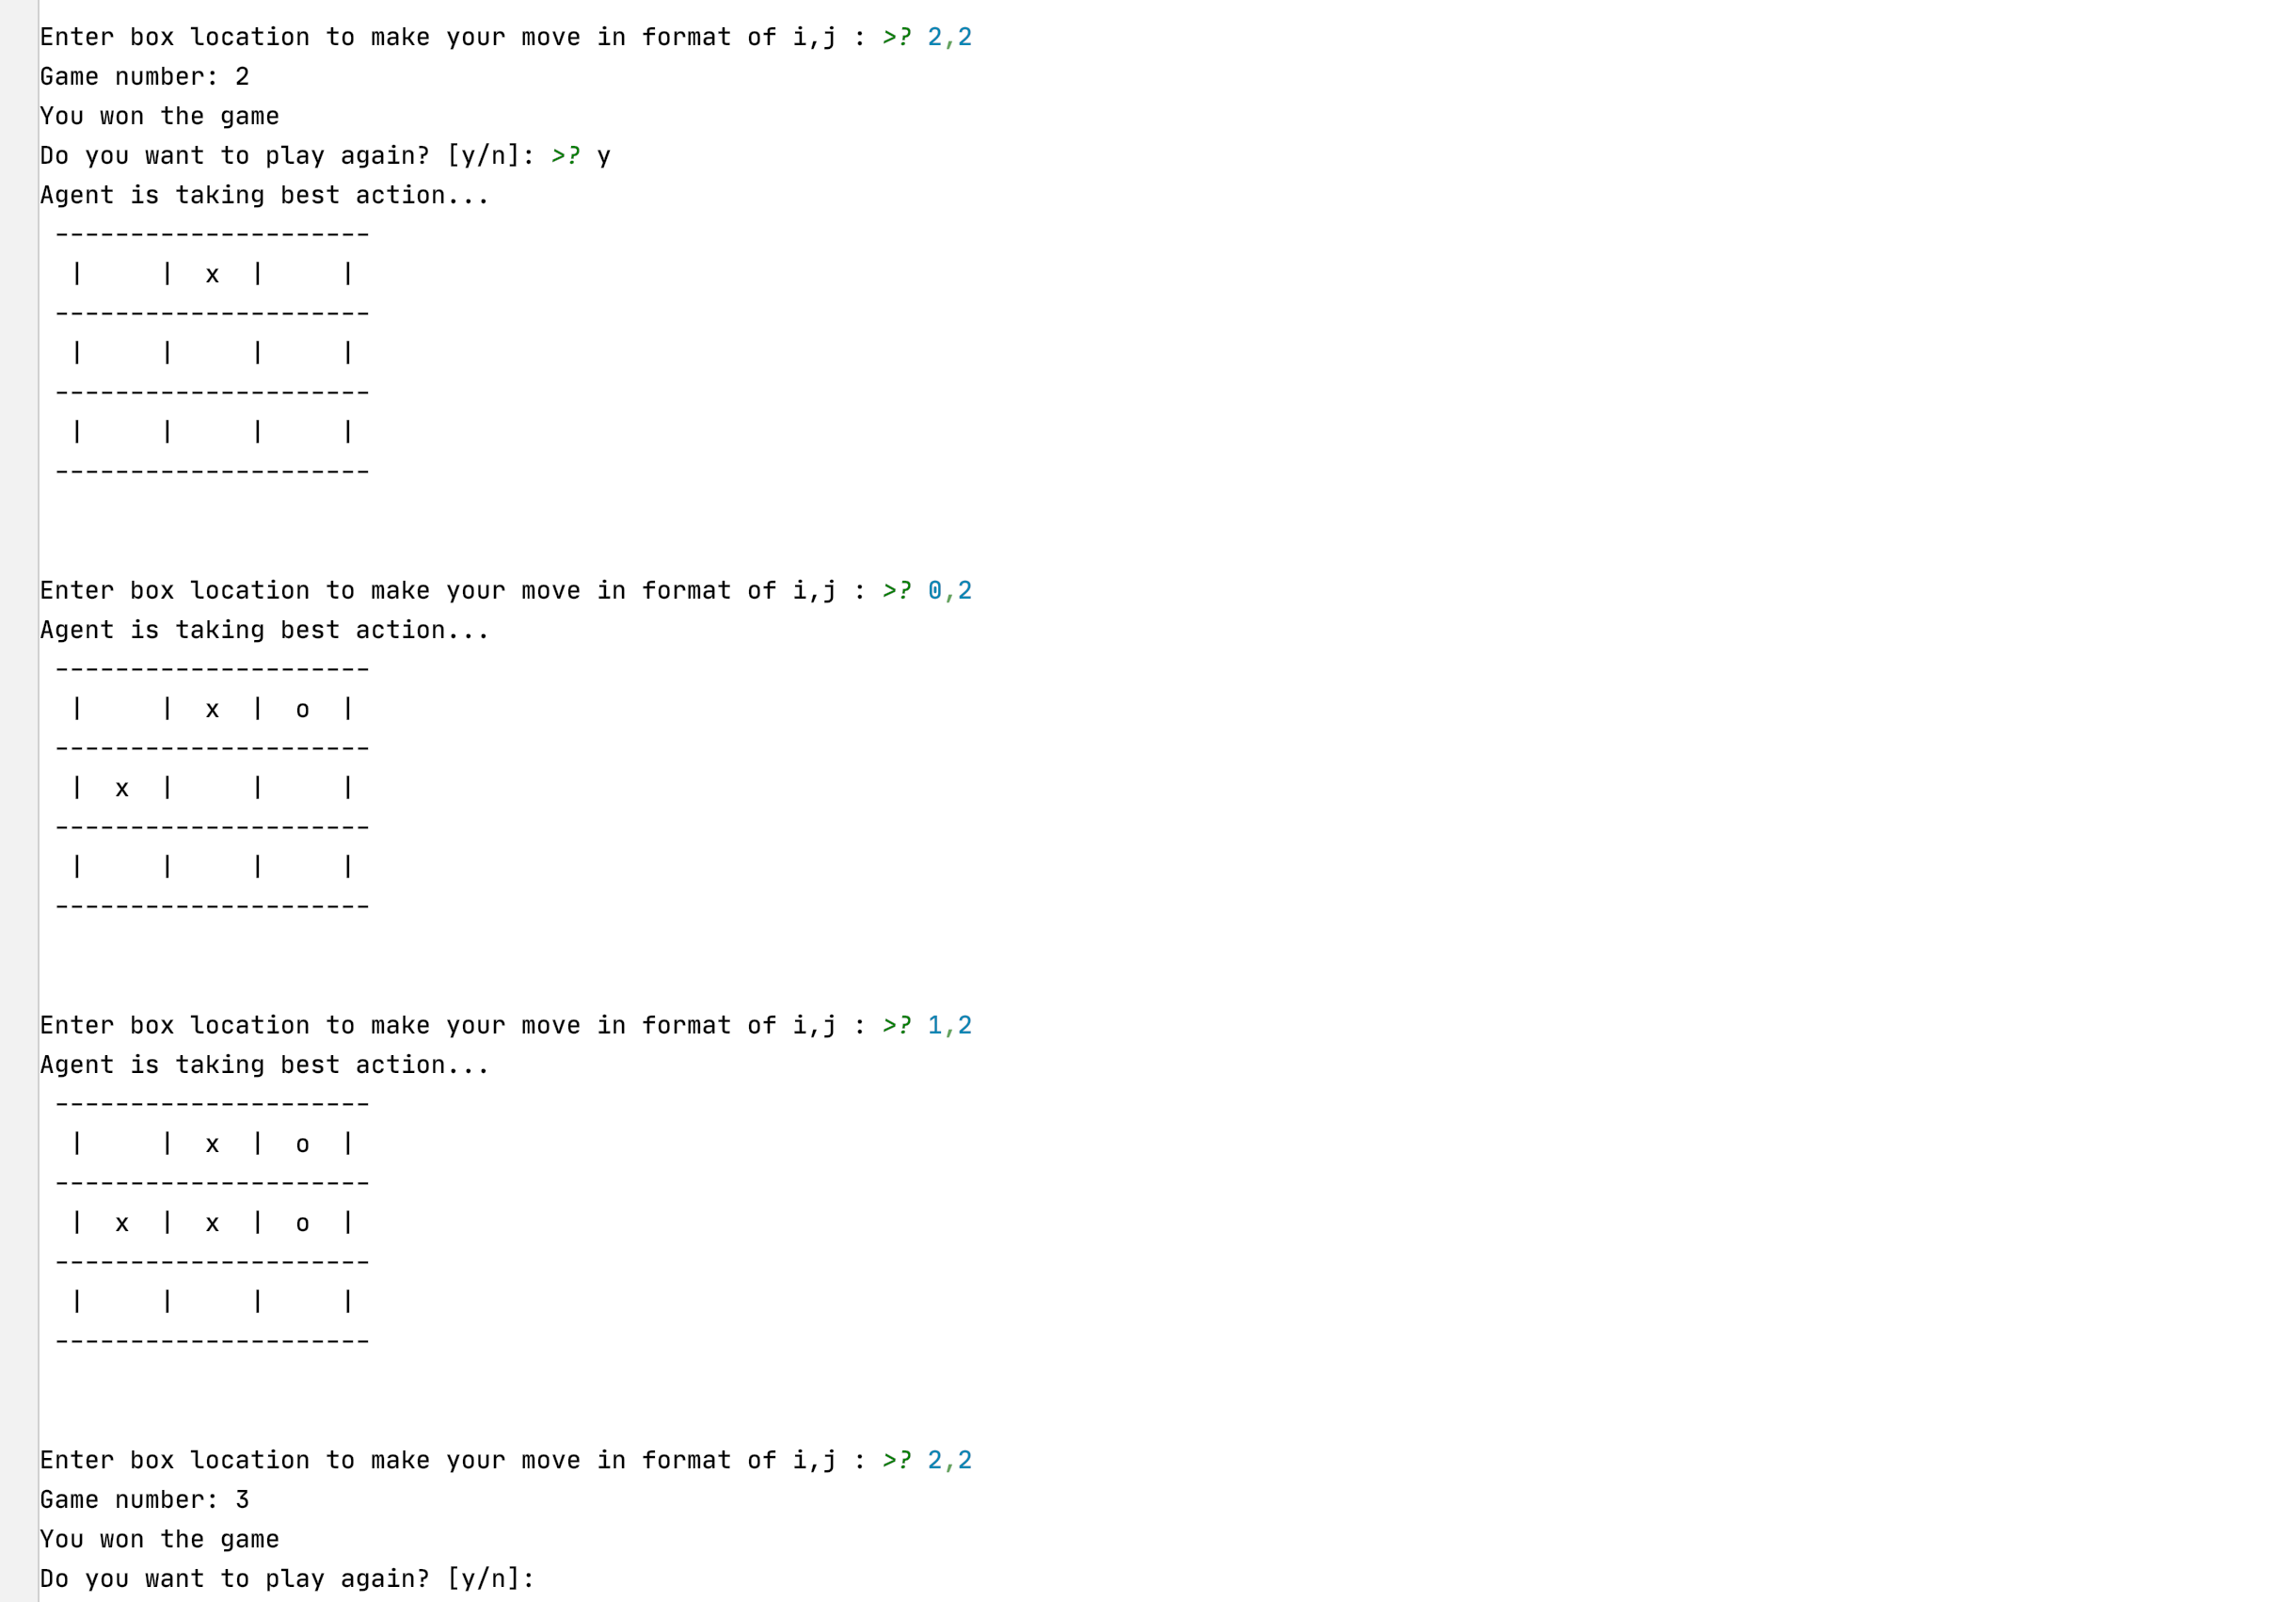 Enter box location to make your move in format of i,j : >? 2,2
Game number: 2
You won the game
Do you want to play again? [y/n]: >? y
Agent is taking best action...
 ---------------------
  |     |  x  |     |
 ---------------------
  |     |     |     |
 ---------------------
  |     |     |     |
 ---------------------
Enter box location to make your move in format of i,j : >? 0,2
Agent is taking best action...
 ---------------------
  |     |  x  |  o  |
 ---------------------
  |  x  |     |     |
 ---------------------
  |     |     |     |
 ---------------------
Enter box location to make your move in format of i,j : >? 1,2
Agent is taking best action...
 ---------------------
  |     |  x  |  o  |
 ---------------------
  |  x  |  x  |  o  |
 ---------------------
  |     |     |     |
 ---------------------
Enter box location to make your move in format of i,j : >? 2,2
Game number: 3
You won the game
Do you want to play again? [y/n]: